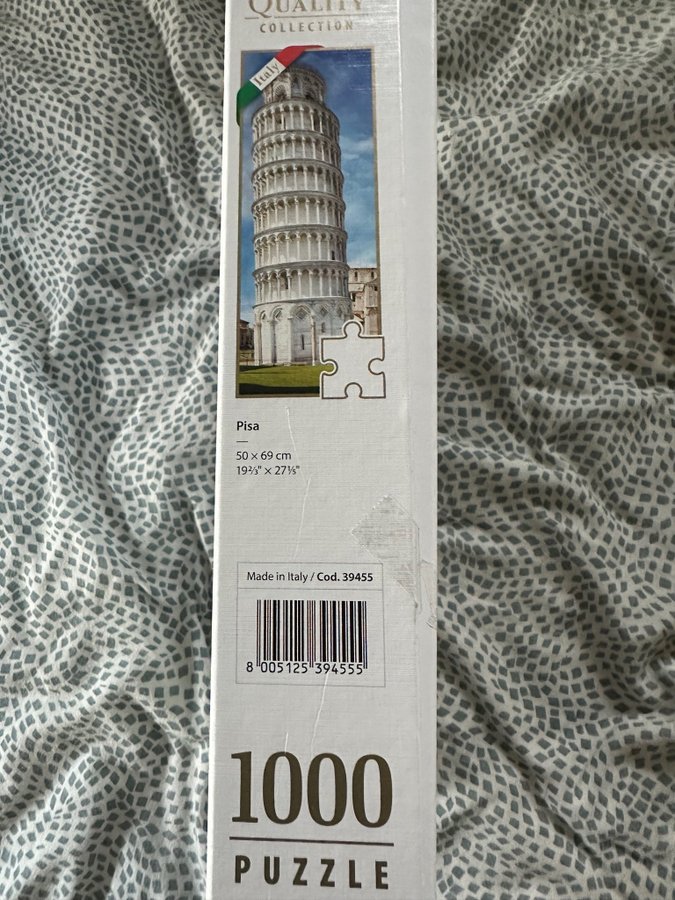 QUALITY
COLLECTION
Italy
Pisa
50 × 69 cm
19⅔" × 27⅕"
Made in Italy / Cod. 39455
8 005125 394555
1000
PUZZLE